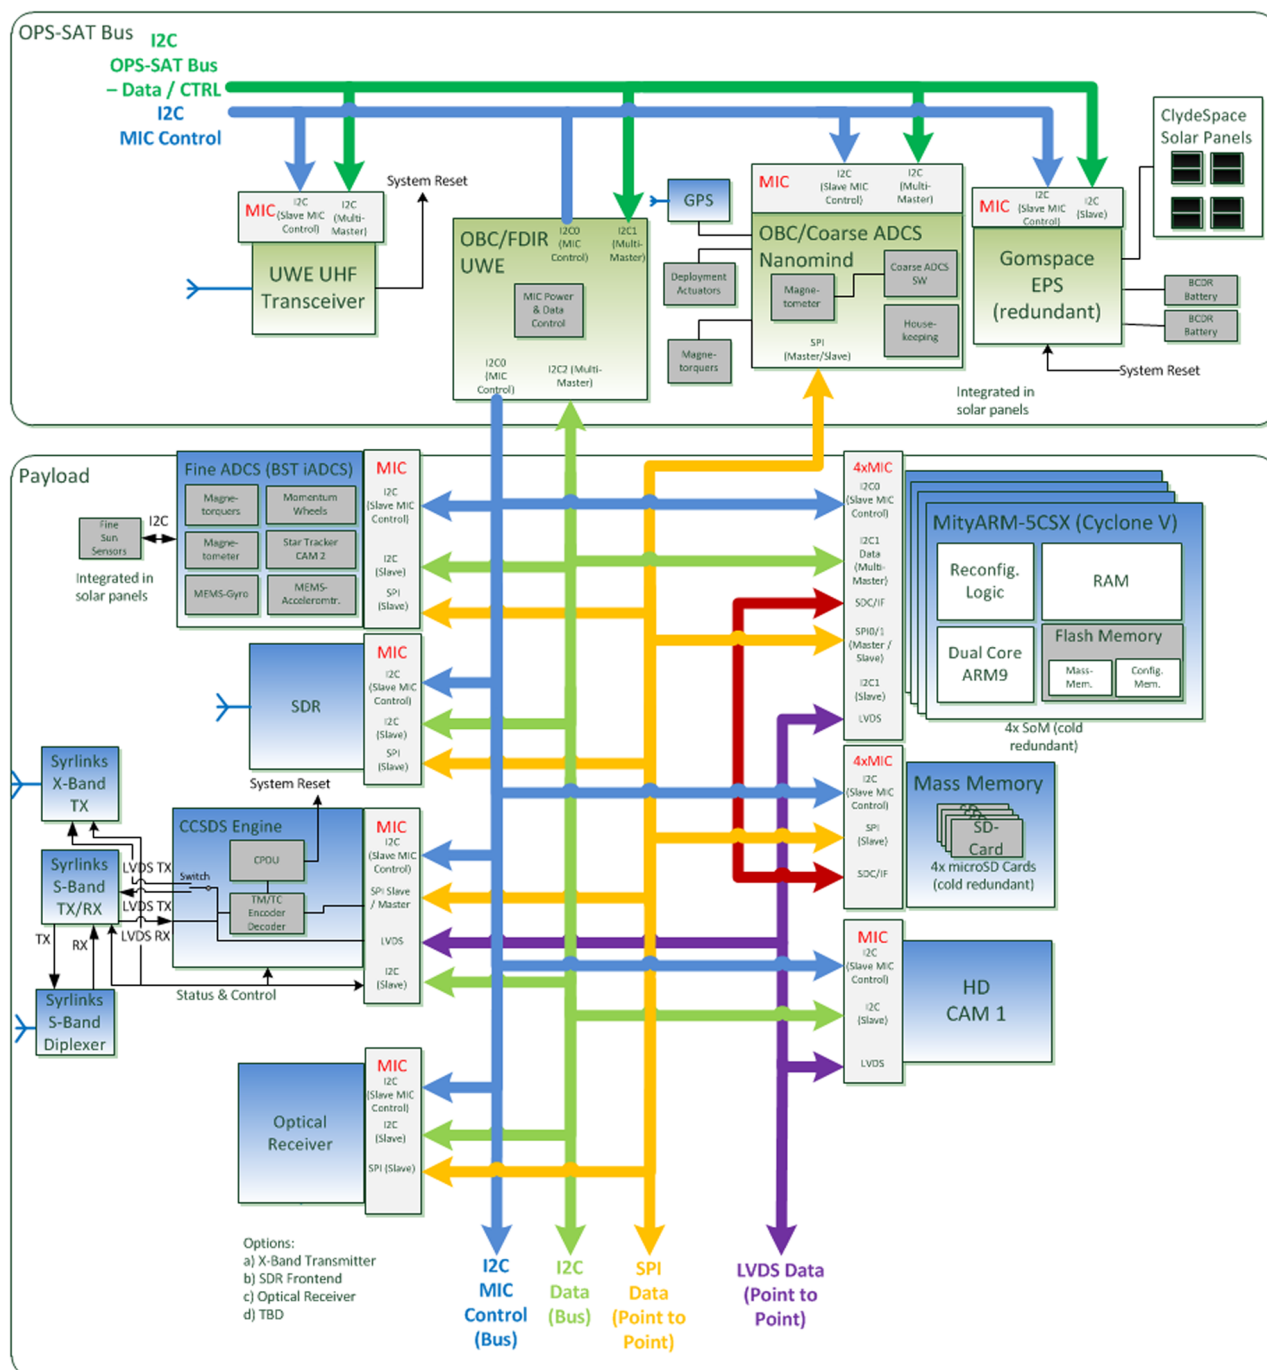 OPS-SAT Bus
I2C
OPS-SAT Bus
– Data / CTRL
I2C
MIC Control
ClydeSpace
Solar Panels
System Reset
MIC
I2C
(Slave MIC
Control)
I2C
(Multi-
Master)
UWE UHF
Transceiver
OBC/FDIR
UWE
I2C0
(MIC
Control)
I2C1
(Multi-
Master)
MIC Power
& Data
Control
I2C0
(MIC
Control)
I2C2 (Multi-
Master)
GPS
Deployment
Actuators
Magne-
torquers
MIC
I2C
(Slave MIC
Control)
I2C
(Multi-
Master)
OBC/Coarse ADCS
Nanomind
Magne-
tometer
Coarse ADCS
SW
House-
keeping
SPI
(Master/Slave)
MIC
I2C
(Slave MIC
Control)
I2C
(Slave)
Gomspace
EPS
(redundant)
BCDR
Battery
BCDR
Battery
System Reset
Integrated in
solar panels
Payload
Fine ADCS (BST iADCS)
Magne-
torquers
Momentum
Wheels
Magne-
tometer
Star Tracker
CAM 2
MEMS-Gyro
MEMS-
Acceleromtr.
Fine
Sun
Sensors
I2C
Integrated in
solar panels
MIC
I2C
(Slave MIC
Control)
I2C
(Slave)
SPI
(Slave)
4xMIC
I2C0
(Slave MIC
Control)
I2C1
Data
(Multi-
Master)
SDC/IF
SPI0/1
(Master /
Slave)
I2C1
(Slave)
LVDS
MityARM-5CSX (Cyclone V)
Reconfig.
Logic
RAM
Dual Core
ARM9
Flash Memory
Mass-
Mem.
Config.
Mem.
4x SoM (cold
redundant)
SDR
MIC
I2C
(Slave MIC
Control)
I2C
(Slave)
SPI
(Slave)
4xMIC
I2C
(Slave MIC
Control)
SPI
(Slave)
SDC/IF
Mass Memory
SD-
Card
4x microSD Cards
(cold redundant)
Syrlinks
X-Band
TX
Syrlinks
S-Band
TX/RX
LVDS TX
LVDS TX
LVDS RX
TX
RX
Syrlinks
S-Band
Diplexer
System Reset
CCSDS Engine
CPDU
Switch
TM/TC
Encoder
Decoder
Status & Control
MIC
I2C
(Slave MIC
Control)
SPI Slave
/ Master
LVDS
I2C
(Slave)
MIC
I2C
(Slave MIC
Control)
I2C
(Slave)
LVDS
HD
CAM 1
Optical
Receiver
MIC
I2C
(Slave MIC
Control)
I2C
(Slave)
SPI (Slave)
Options:
a) X-Band Transmitter
b) SDR Frontend
c) Optical Receiver
d) TBD
I2C
MIC
Control
(Bus)
I2C
Data
(Bus)
SPI
Data
(Point to
Point)
LVDS Data
(Point to
Point)